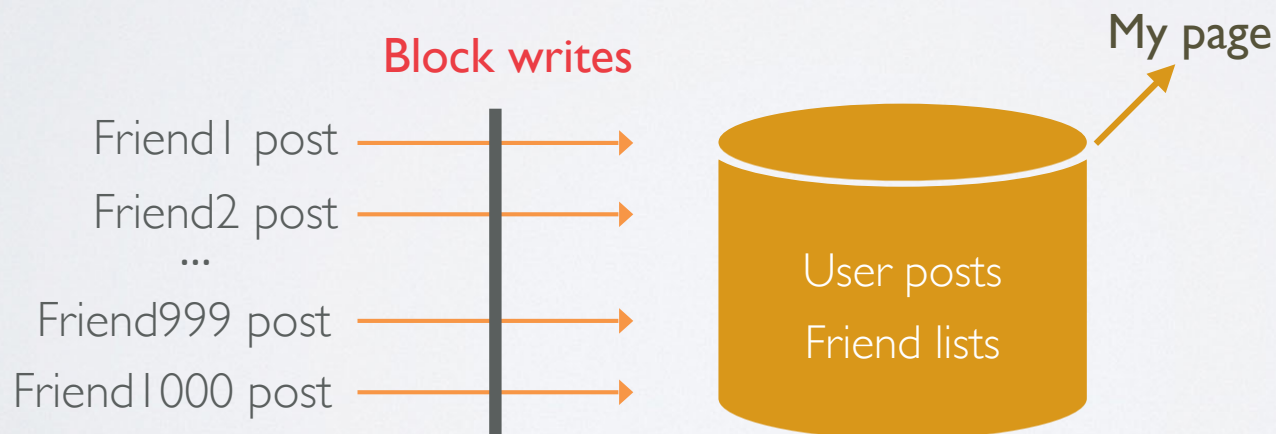 My page
Block writes
Friend1 post
Friend2 post
...
Friend999 post
Friend1000 post
User posts
Friend lists